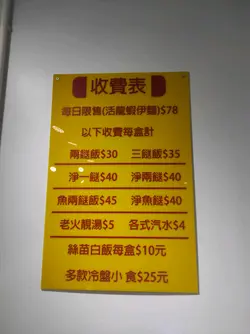 收費表
每日限售(活龍蝦伊麵)$78
以下收費每盒計
兩餸飯$30 三餸飯$35
淨一餸$40 淨兩餸$40
魚兩餸飯$45 淨魚餸$40
老火靚湯$5 各式汽水$4
絲苗白飯每盒$10元
多款冷盤小食$25元